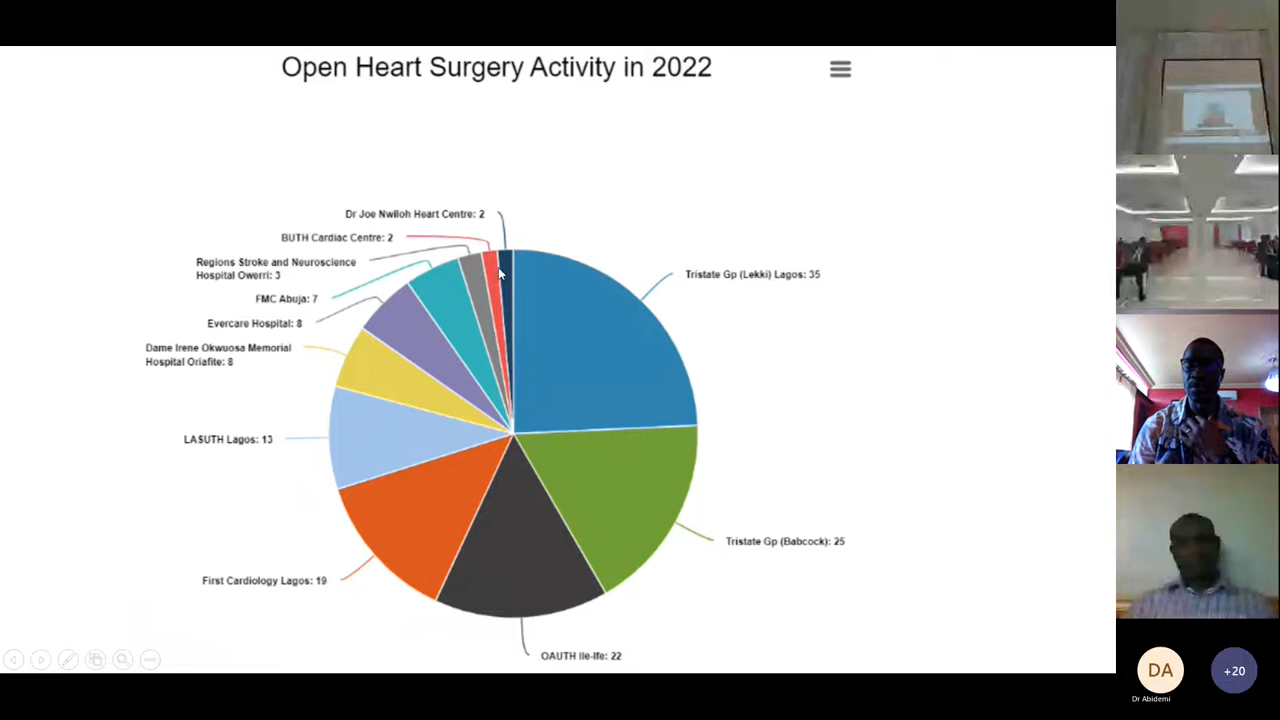 Open Heart Surgery Activity in 2022
Dr Joe Nwiloh Heart Centre: 2
BUTH Cardiac Centre: 2
Regions Stroke and Neuroscience
Hospital Owerri: 3
FMC Abuja: 7
Evercare Hospital: 8
Dame Irene Okwuosa Memorial
Hospital Oriafite: 8
LASUTH Lagos: 13
First Cardiology Lagos: 19
OAUTH Ile-Ife: 22
Tristate Gp (Babcock): 25
Tristate Gp (Lekki) Lagos: 35
DA
Dr Abidemi
+20